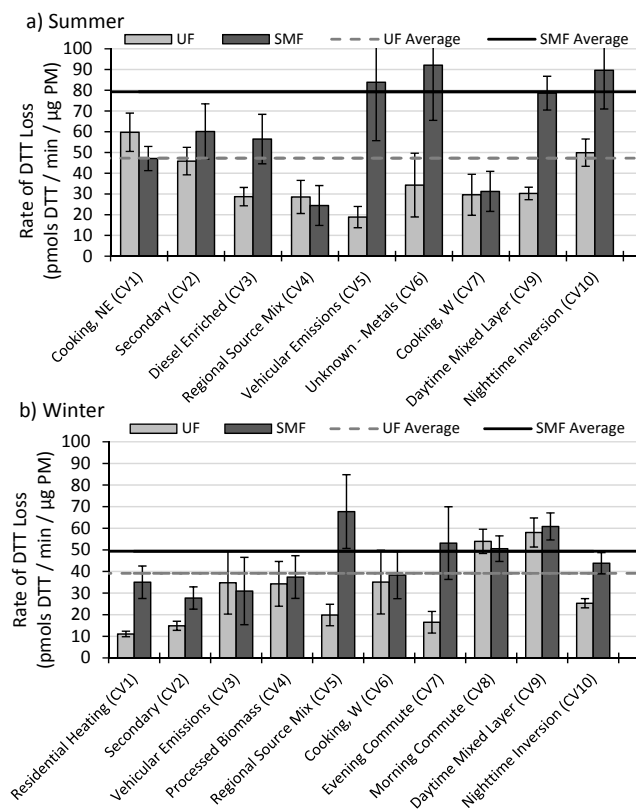 a) Summer
UF SMF UF Average SMF Average
Rate of DTT Loss
(pmols DTT / min / µg PM)
100
90
80
70
60
50
40
30
20
10
0
Cooking, NE (CV1)
Secondary (CV2)
Diesel Enriched (CV3)
Regional Source Mix (CV4)
Vehicular Emissions (CV5)
Unknown - Metals (CV6)
Cooking, W (CV7)
Daytime Mixed Layer (CV9)
Nighttime Inversion (CV10)
b) Winter
UF SMF UF Average SMF Average
Rate of DTT Loss
(pmols DTT / min / µg PM)
100
90
80
70
60
50
40
30
20
10
0
Residential Heating (CV1)
Secondary (CV2)
Vehicular Emissions (CV3)
Processed Biomass (CV4)
Regional Source Mix (CV5)
Cooking, W (CV6)
Evening Commute (CV7)
Morning Commute (CV8)
Daytime Mixed Layer (CV9)
Nighttime Inversion (CV10)